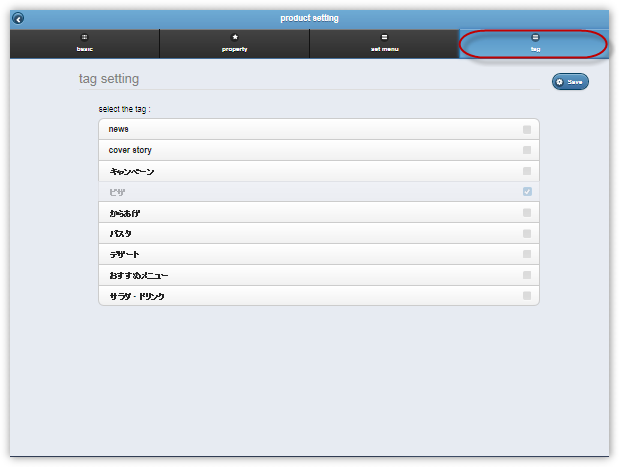 product setting
basic
property
set menu
tag
tag setting
Save
select the tag :
news
cover story
キャンペーン
ピザ
からあげ
パスタ
デザート
おすすめメニュー
サラダ・ドリンク